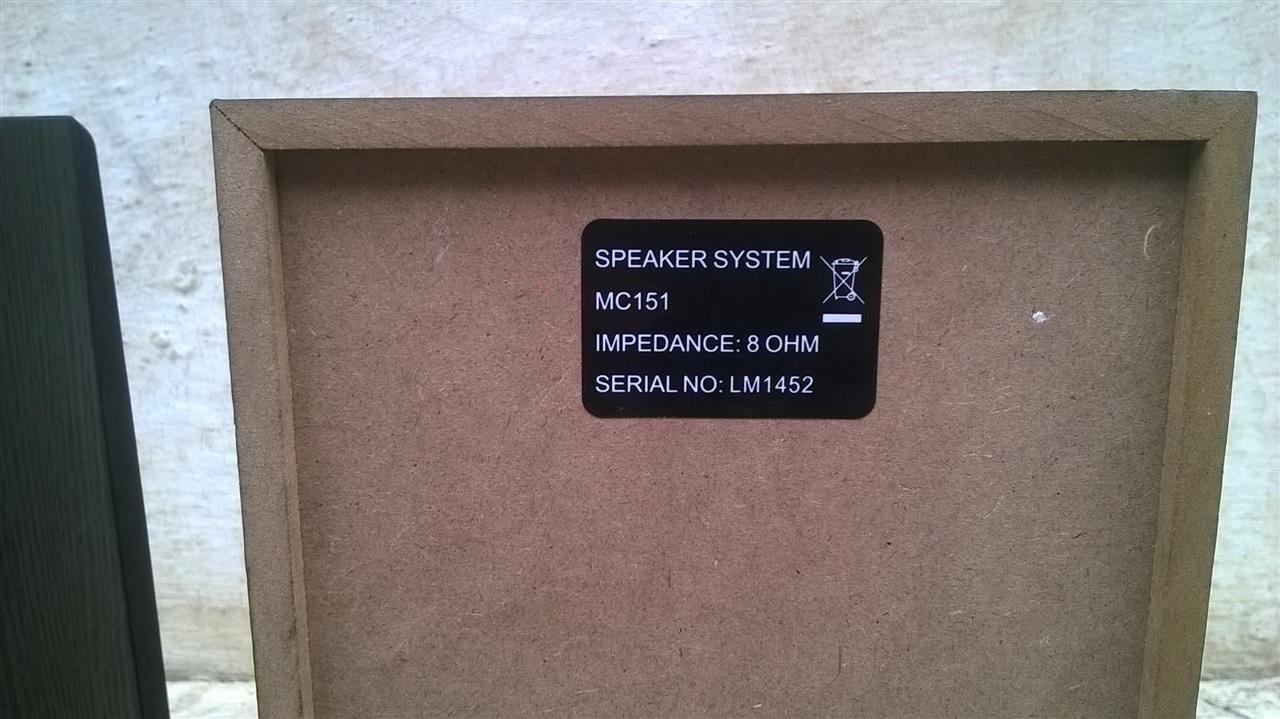 SPEAKER SYSTEM
MC151
IMPEDANCE: 8 OHM
SERIAL NO: LM1452